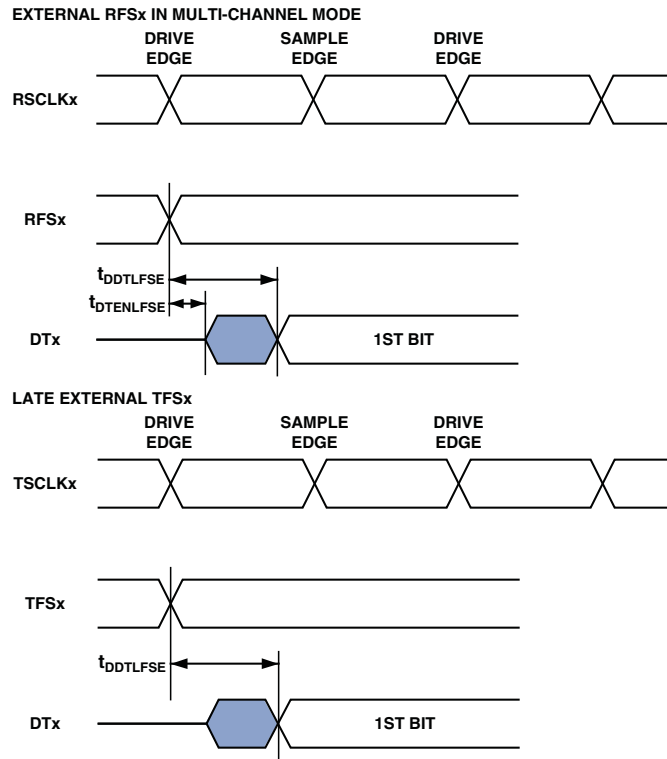 EXTERNAL RFSx IN MULTI-CHANNEL MODE
DRIVE EDGE
SAMPLE EDGE
DRIVE EDGE
RSCLKx
RFSx
tDDTLFSE
tDTENLFSE
DTx
1ST BIT
LATE EXTERNAL TFSx
DRIVE EDGE
SAMPLE EDGE
DRIVE EDGE
TSCLKx
TFSx
tDDTLFSE
DTx
1ST BIT